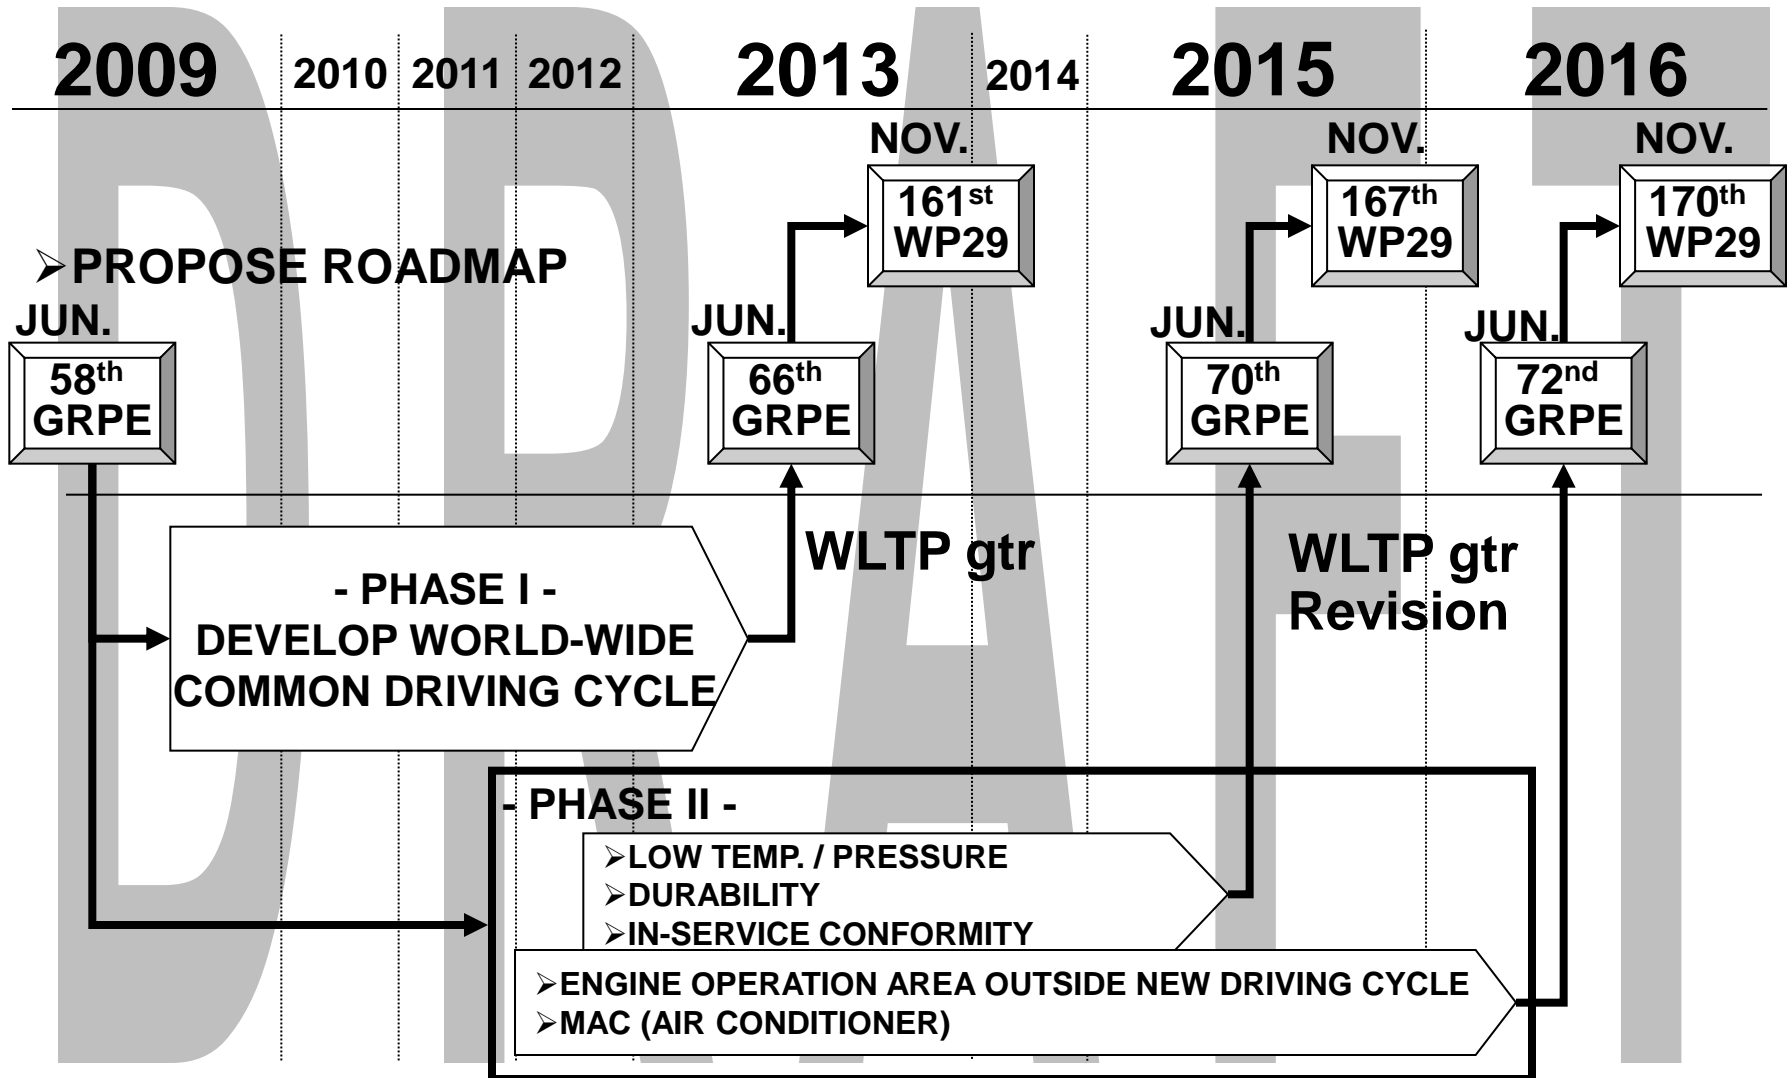 DRAFT
2009 2010 2011 2012 2013 2014 2015 2016
NOV. NOV. NOV.
161st
WP29
167th
WP29
170th
WP29
➢PROPOSE ROADMAP
JUN. JUN. JUN. JUN.
58th
GRPE
66th
GRPE
70th
GRPE
72nd
GRPE
WLTP gtr
WLTP gtr
Revision
- PHASE I -
DEVELOP WORLD-WIDE
COMMON DRIVING CYCLE
- PHASE II -
➢LOW TEMP. / PRESSURE
➢DURABILITY
➢IN-SERVICE CONFORMITY
➢ENGINE OPERATION AREA OUTSIDE NEW DRIVING CYCLE
➢MAC (AIR CONDITIONER)